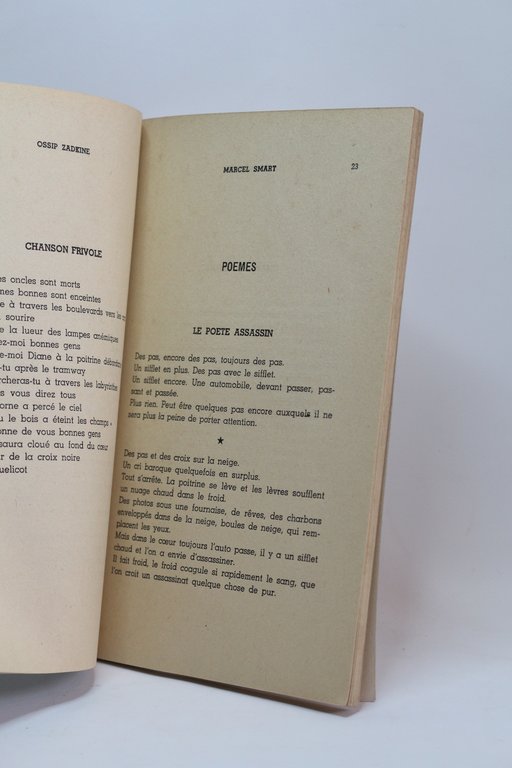 OSSIP ZADKINE
CHANSON FRIVOLE
es oncles sont morts
mes bonnes sont enceintes
e à travers les boulevards vers les
sourire
e la lueur des lampes anémiques
ez-moi bonnes gens
e-moi Diane à la poitrine
-tu après le tramway
rcheras-tu à travers les labyrinthes
s vous direz tous
orne a percé le ciel
u le bois a éteint les champs
onne de vous bonnes gens
saura cloué au fond du cœur
r de la croix noire
uelicot
MARCEL SMART 23
POEMES
LE POETE ASSASSIN
Des pas, encore des pas, toujours des pas.
Un sifflet en plus. Des pas avec le sifflet.
Un sifflet encore. Une automobile, devant passer, pas-
sant et passée.
Plus rien. Peut être quelques pas encore auxquels il ne
sera plus la peine de porter attention.
★
Des pas et des croix sur la neige.
Un cri baroque quelquefois en surplus.
Tout s'arrête. La poitrine se lève et les lèvres soufflent
un nuage chaud dans le froid.
Des photos sous une fournaise, de rêves, des charbons
enveloppés dans de la neige, boules de neige, qui rem-
placent les yeux.
Mais dans le cœur toujours l'auto passe, il y a un sifflet
chaud et l'on a envie d'assassiner.
Il fait froid, le froid coagule si rapidement le sang, que
l'on croit un assassinat quelque chose de pur.